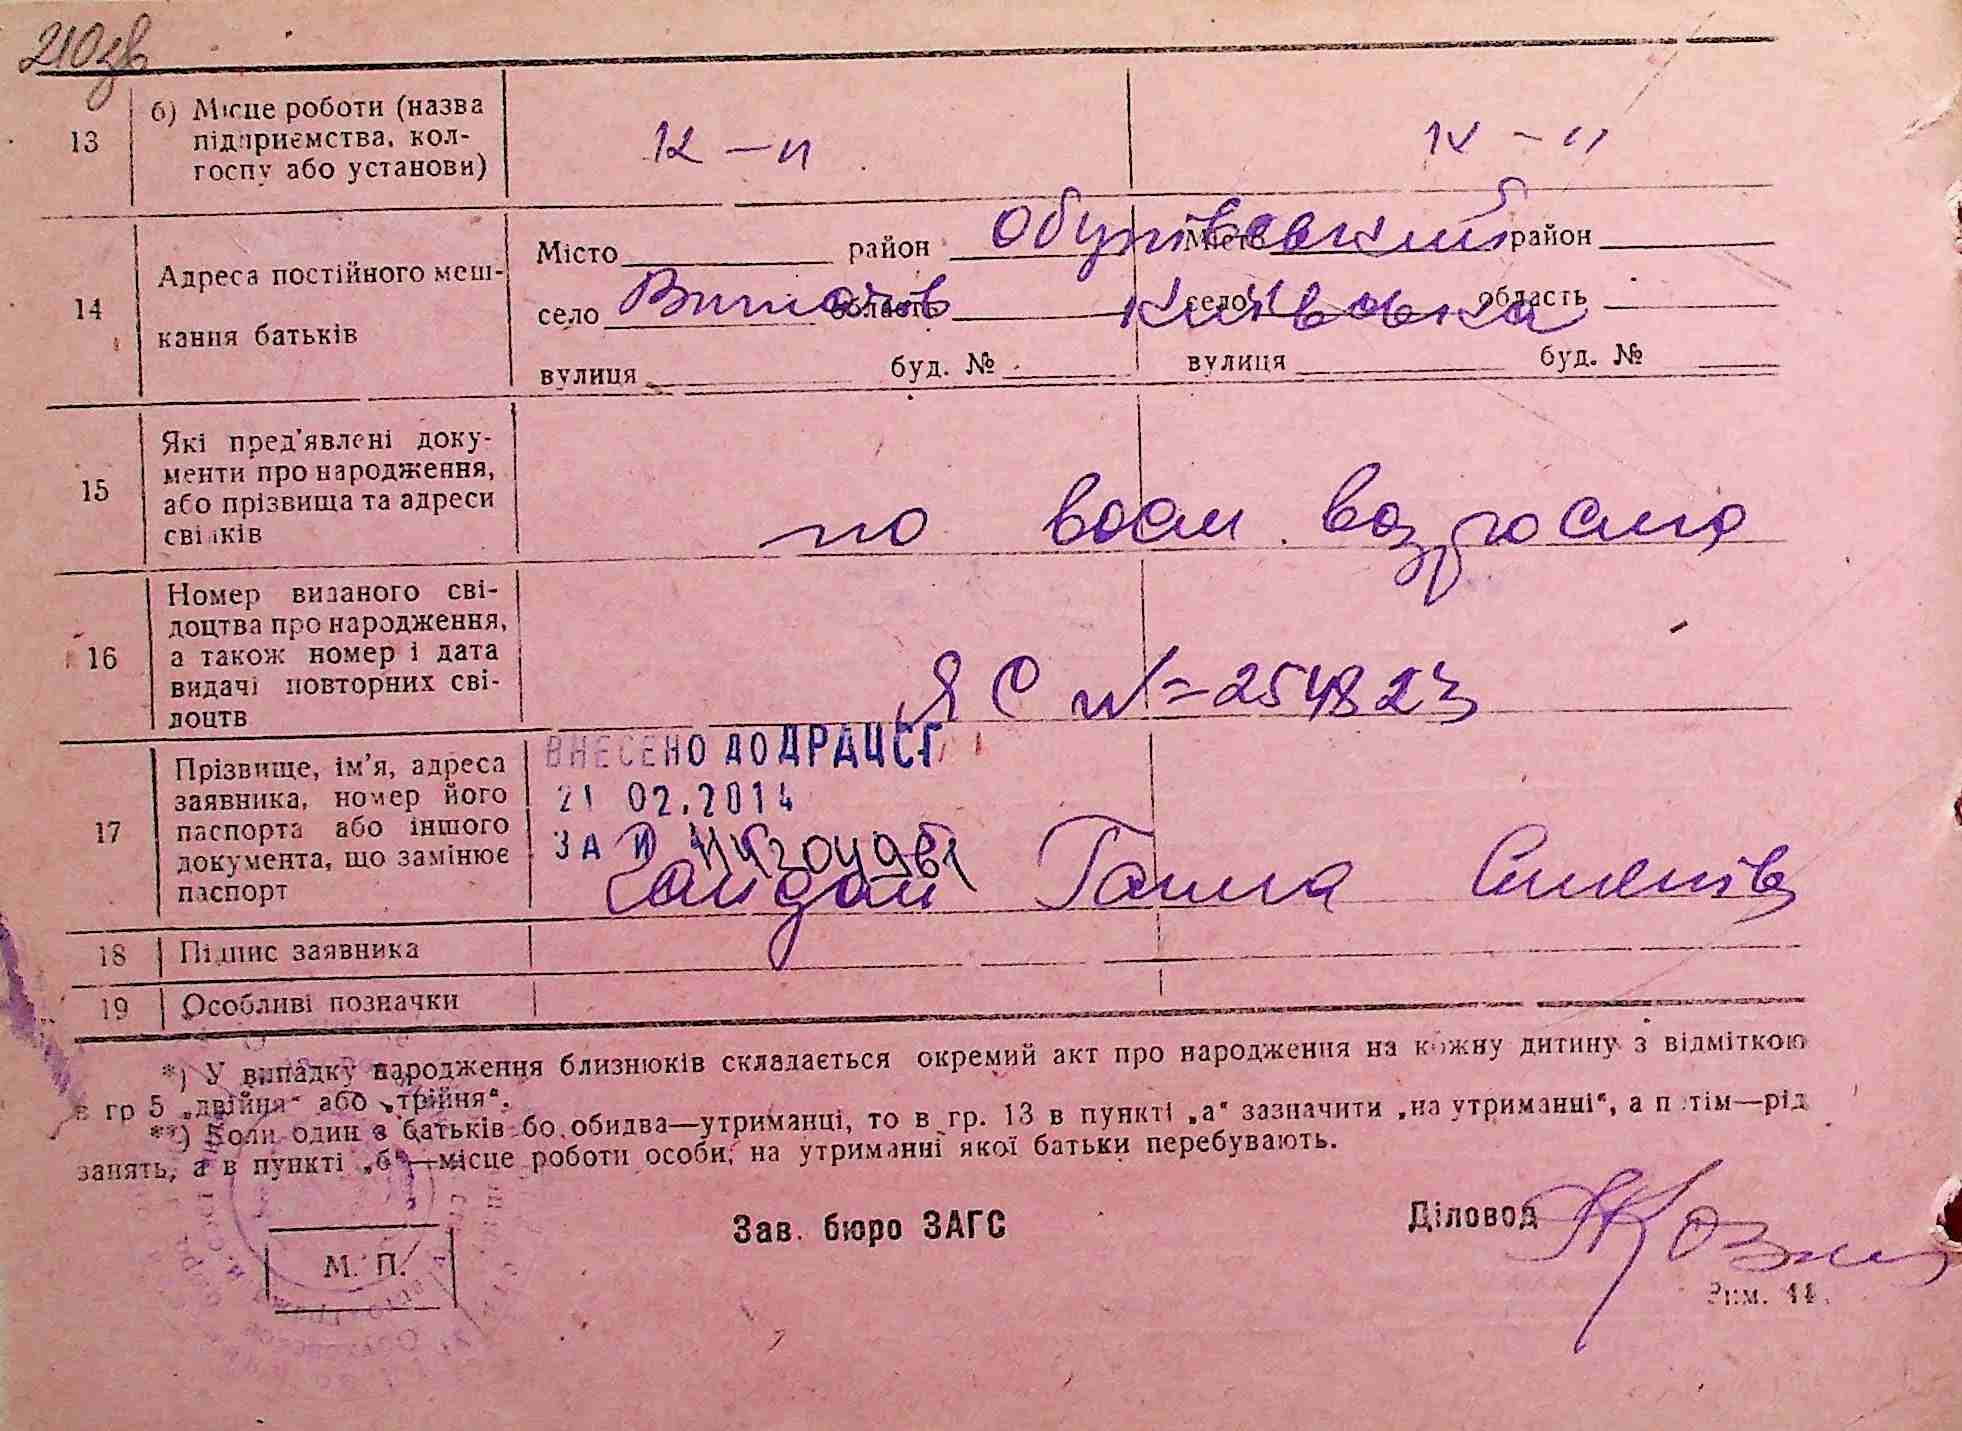 210зв
13 б) Місце роботи (назва
підприємства, кол-
госпу або установи)
к-п к-п
14 Адреса постійного меш-
кання батьків
Місто район Обухівський Місто район
село Витачів область Київська село область
вулиця буд. № вулиця буд. №
15 Які пред'явлені доку-
менти про народження,
або прізвища та адреси
свідків
по восм возросто
16 Номер виданого сві-
доцтва про народження,
а також номер і дата
видачі повторних сві-
доцтв
ЯС №=254823
17 Прізвище, ім'я, адреса
заявника, номер його
паспорта або іншого
документа, що замінює
паспорт
ВНЕСЕНО ДО ДРАЦСГ
21 02.2014
ЗА №
Гайдай Ганна
18 Підпис заявника
19 Особливі позначки
*) У випадку народження близнюків складається окремий акт про народження на кожну дитину з відміткою
в гр 5 „двійня“ або „трійня“.
**) Коли один з батьків бо обидва—утриманці, то в гр. 13 в пункті „а“ зазначити „на утриманні“, а потім—рід
занять, а в пункті „б“—місце роботи особи, на утриманні якої батьки перебувають.
М. П.
Зав. бюро ЗАГС
Діловод
Зим. 44.